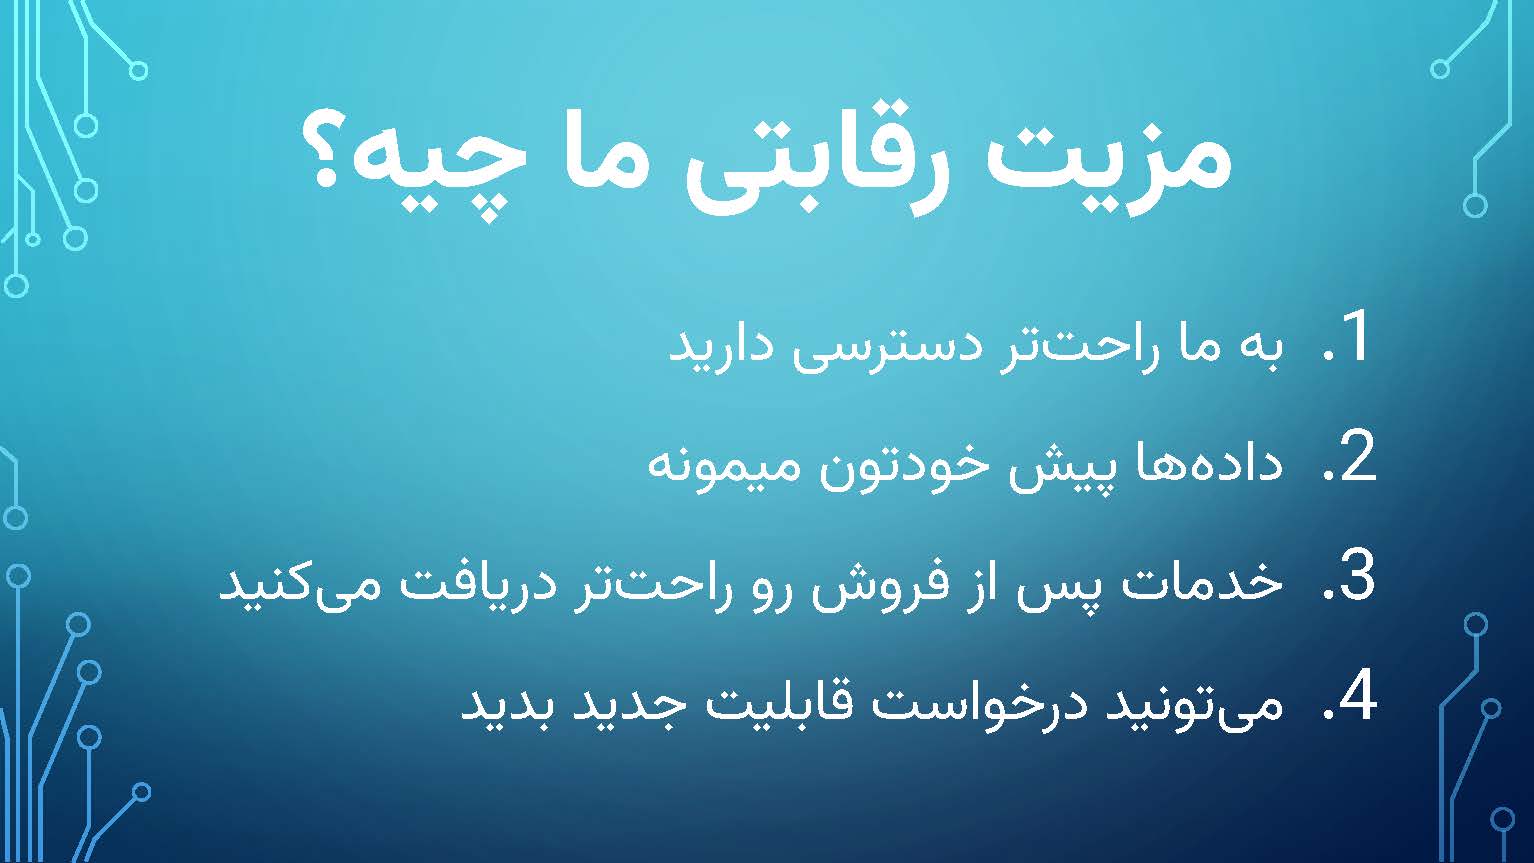 مزیت رقابتی ما چیه؟
1. به ما راحت‌تر دسترسی دارید
2. داده‌ها پیش خودتون میمونه
3. خدمات پس از فروش رو راحت‌تر دریافت می‌کنید
4. می‌تونید درخواست قابلیت جدید بدید